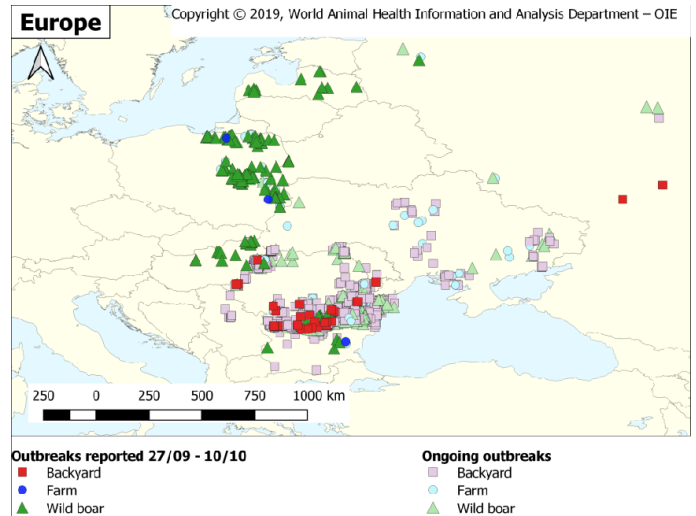 Europe
Copyright © 2019, World Animal Health Information and Analysis Department – OIE
250 0 250 500 750 1000 km
Outbreaks reported 27/09 - 10/10
Backyard
Farm
Wild boar
Ongoing outbreaks
Backyard
Farm
Wild boar